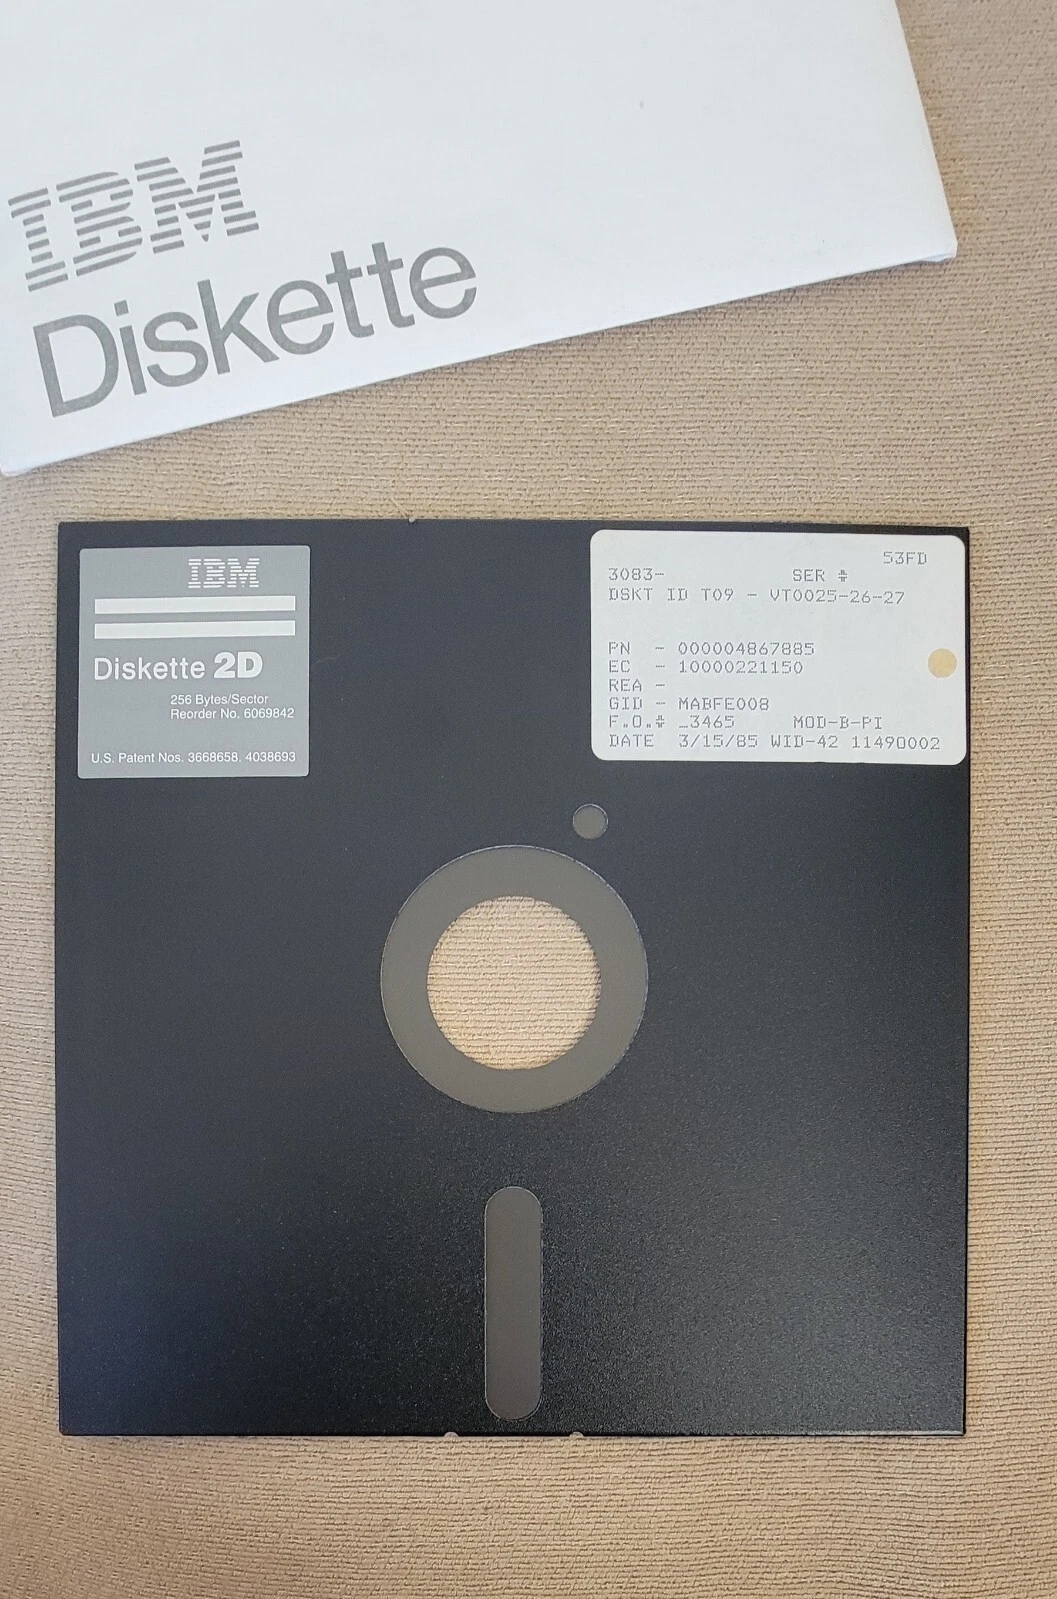 IBM
Diskette
IBM
Diskette 2D
256 Bytes/Sector
Reorder No. 6069842
U.S. Patent Nos. 3668658, 4038693
53FD
3083- SER #
DSKT ID T09 - VT0025-26-27
PN - 000004867885
EC - 10000221150
REA -
GID - MABFE008
F.O.# _3465 MOD-B-PI
DATE 3/15/85 WID-42 11490002